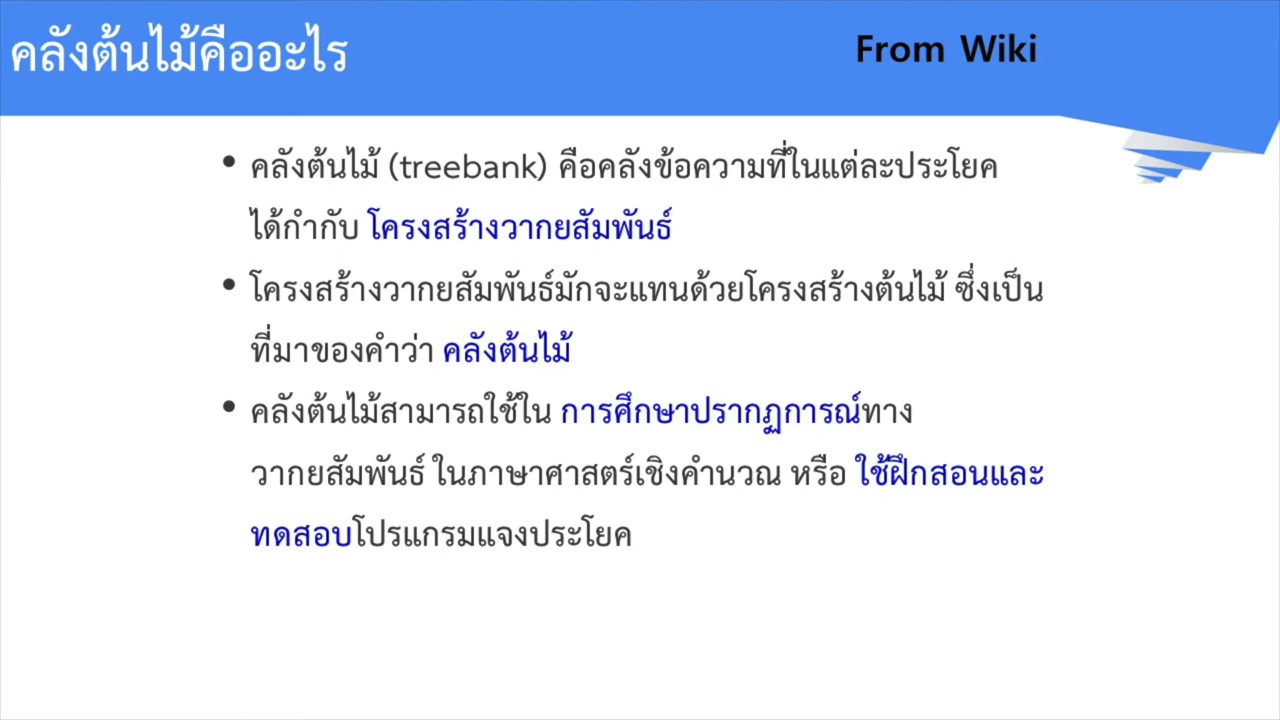 คลังต้นไม้คืออะไร
From Wiki
• คลังต้นไม้ (treebank) คือคลังข้อความที่ในแต่ละประโยค
ได้กำกับ โครงสร้างวากยสัมพันธ์
• โครงสร้างวากยสัมพันธ์มักจะแทนด้วยโครงสร้างต้นไม้ ซึ่งเป็น
ที่มาของคำว่า คลังต้นไม้
• คลังต้นไม้สามารถใช้ใน การศึกษาปรากฏการณ์ทาง
วากยสัมพันธ์ ในภาษาศาสตร์เชิงคำนวณ หรือ ใช้ฝึกสอนและ
ทดสอบโปรแกรมแจงประโยค